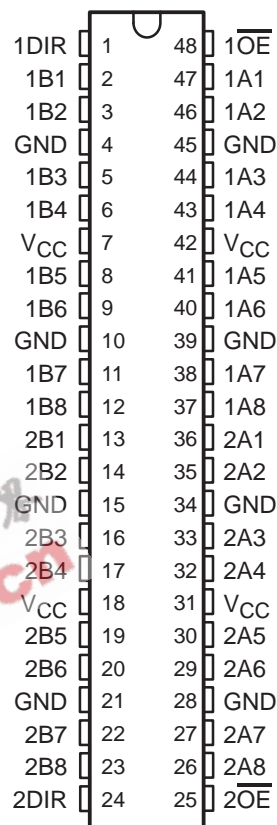 1DIR 1 48 1O̅E̅
1B1 2 47 1A1
1B2 3 46 1A2
GND 4 45 GND
1B3 5 44 1A3
1B4 6 43 1A4
VCC 7 42 VCC
1B5 8 41 1A5
1B6 9 40 1A6
GND 10 39 GND
1B7 11 38 1A7
1B8 12 37 1A8
2B1 13 36 2A1
2B2 14 35 2A2
GND 15 34 GND
2B3 16 33 2A3
2B4 17 32 2A4
VCC 18 31 VCC
2B5 19 30 2A5
2B6 20 29 2A6
GND 21 28 GND
2B7 22 27 2A7
2B8 23 26 2A8
2DIR 24 25 2O̅E̅
cn